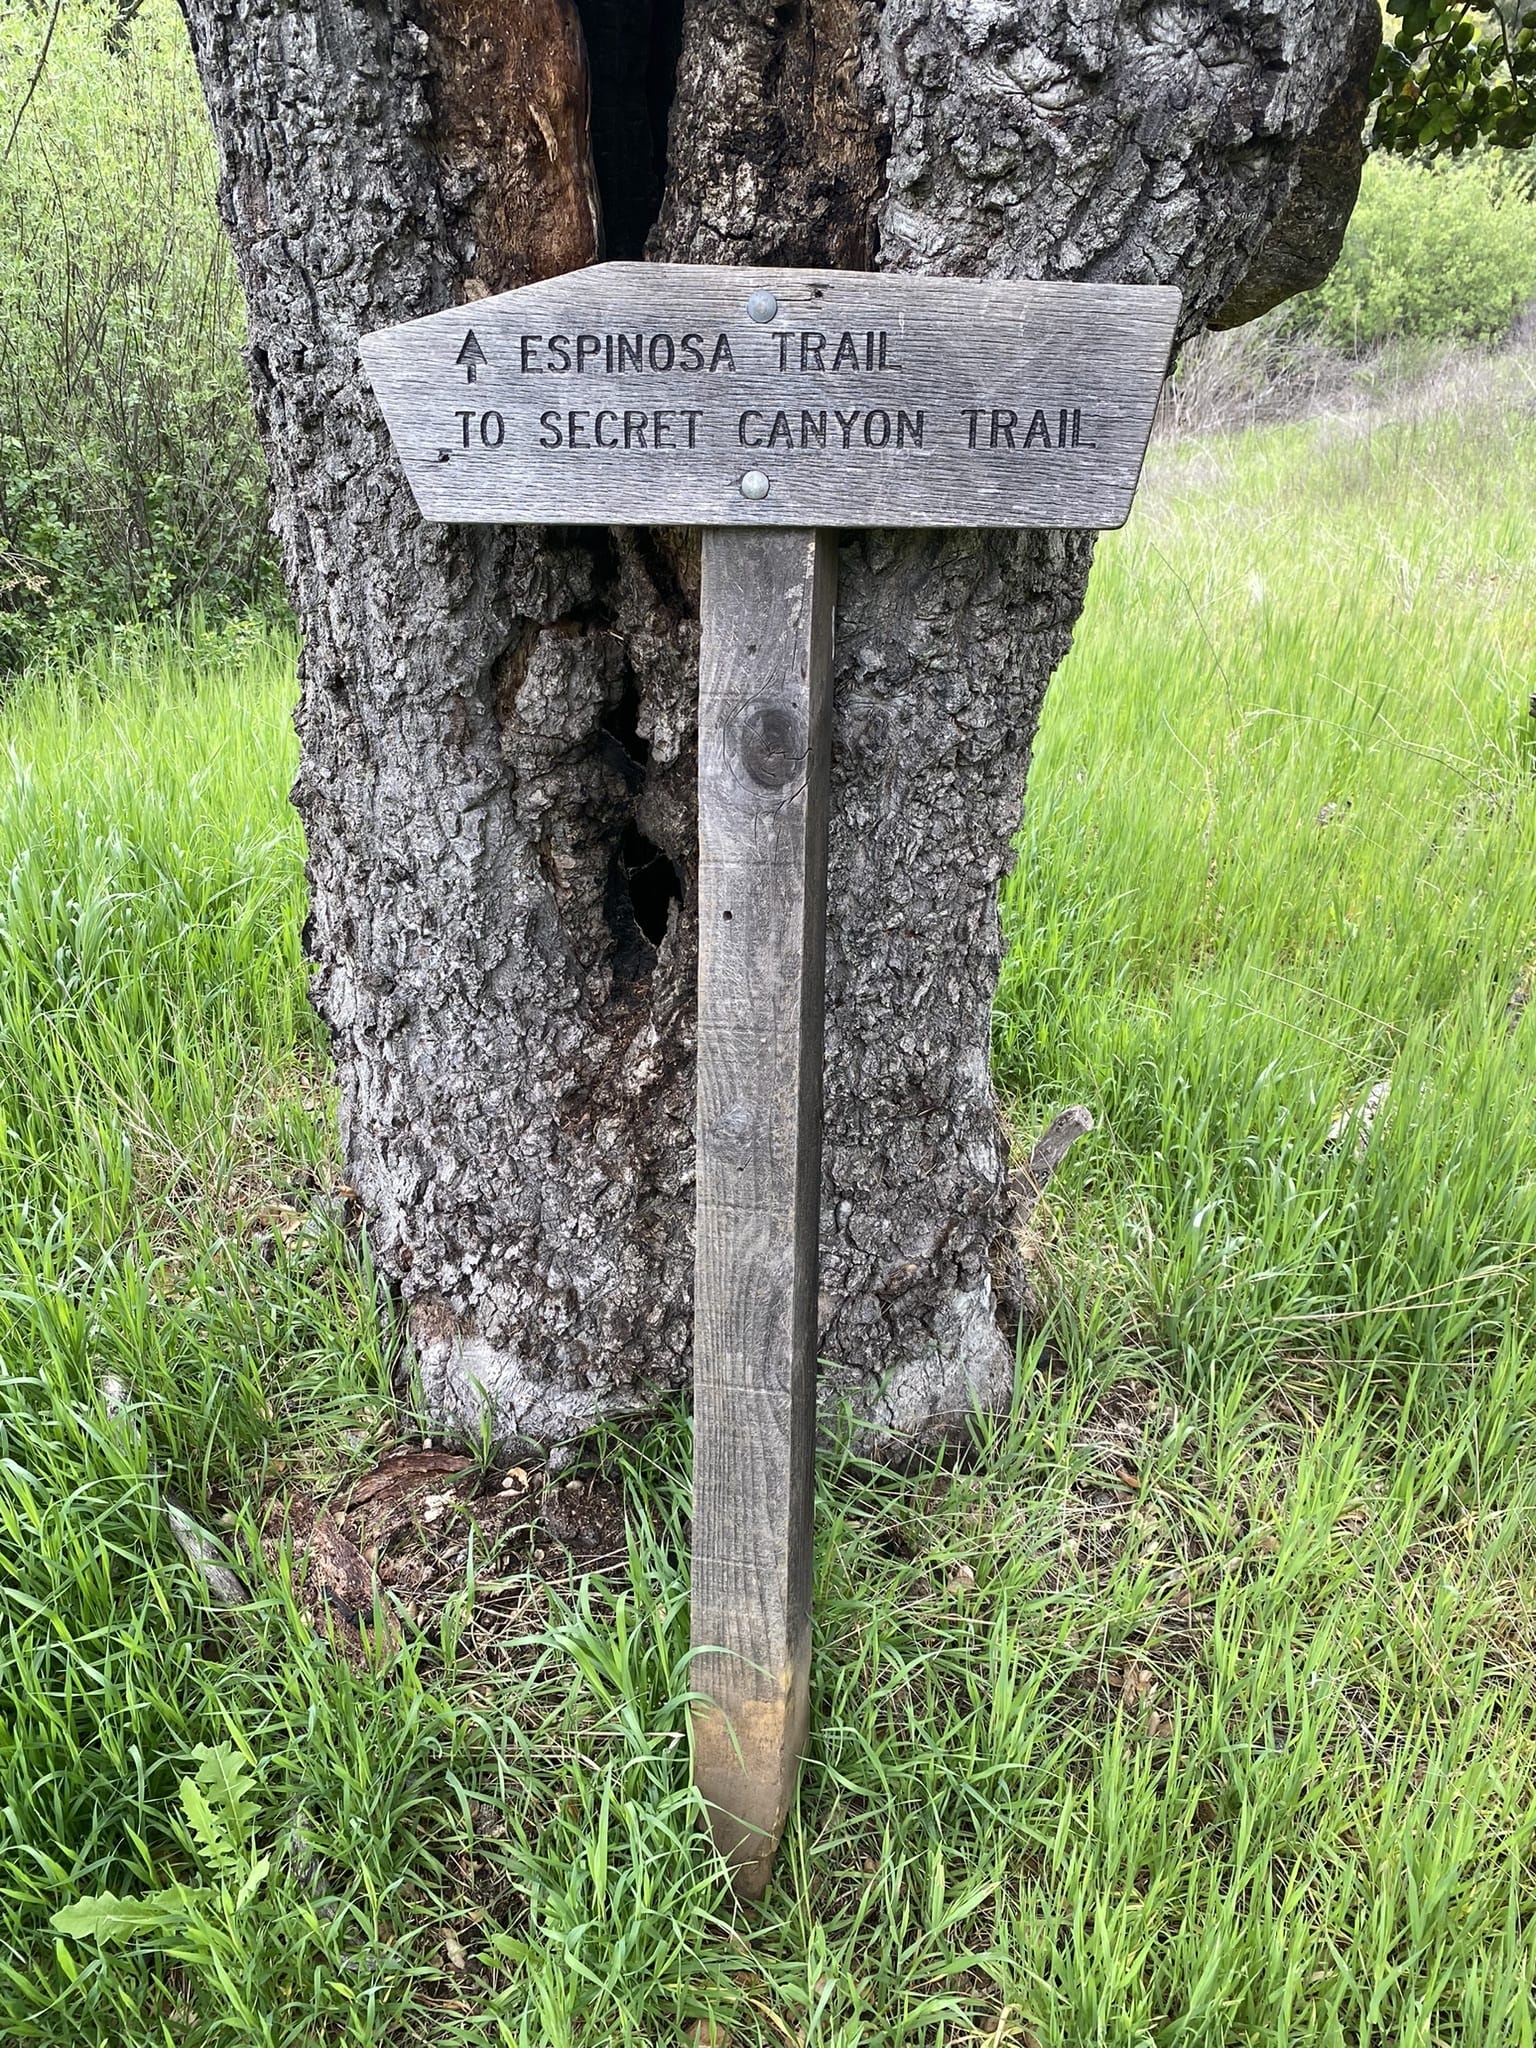 ↑ ESPINOSA TRAIL
TO SECRET CANYON TRAIL